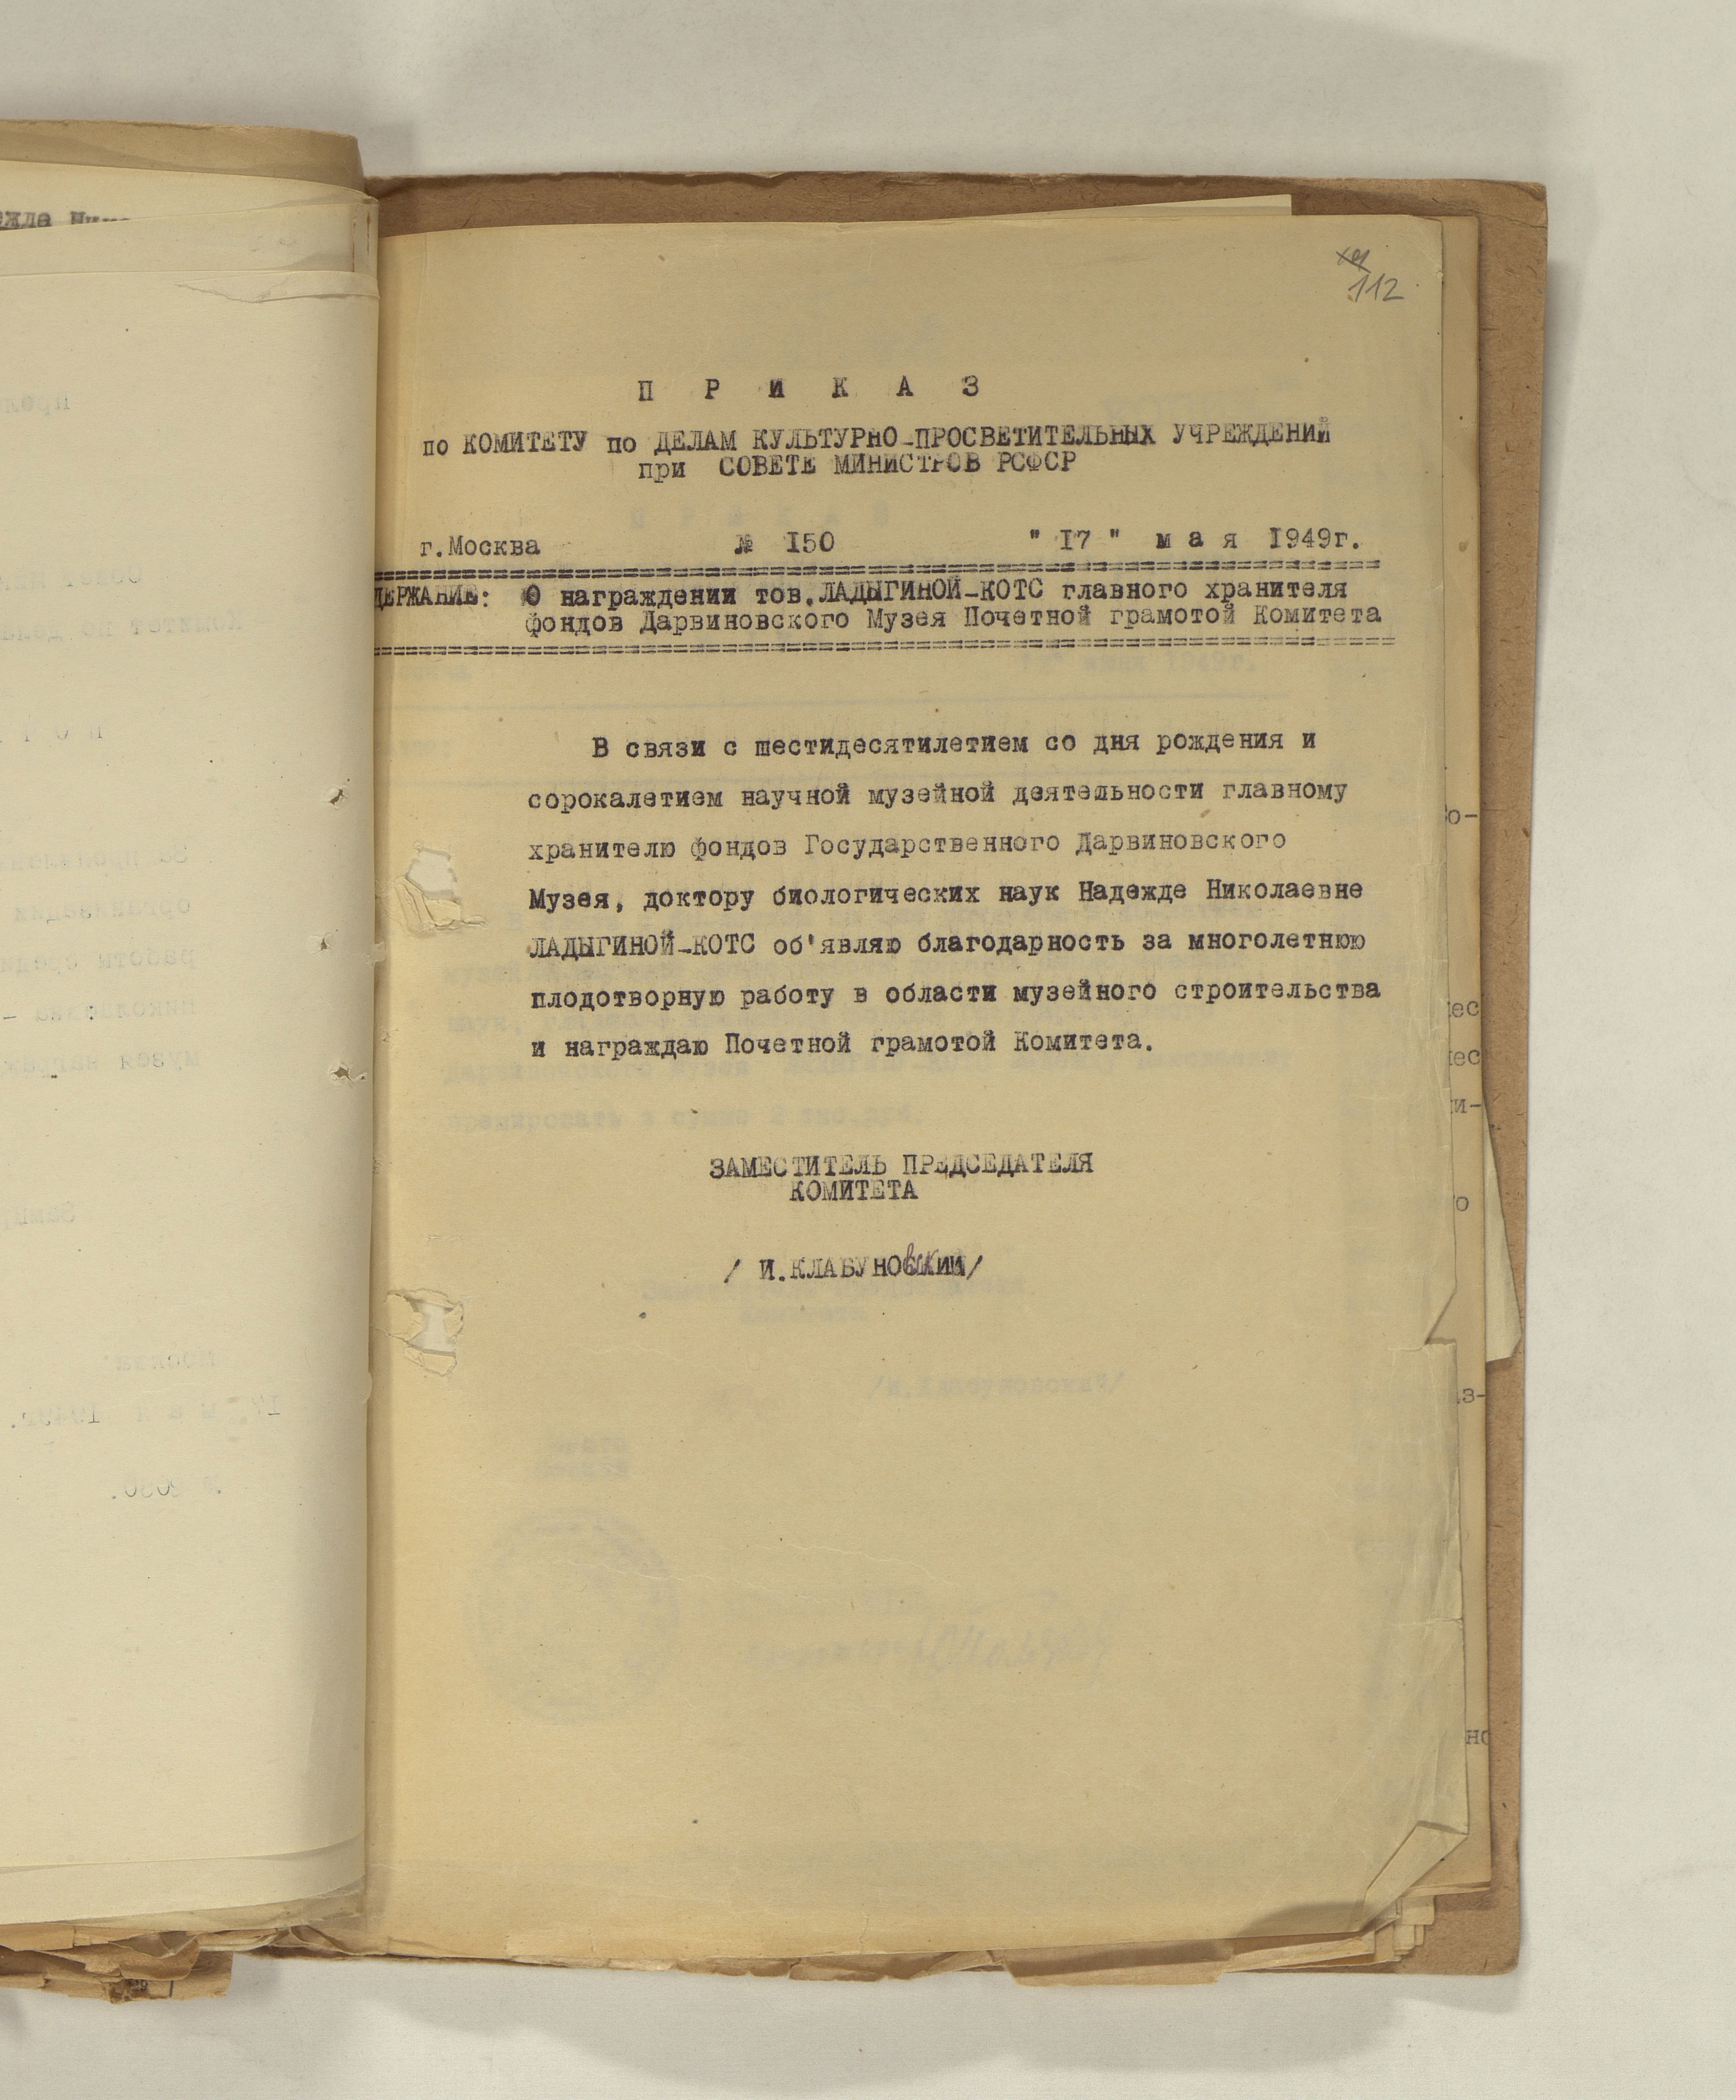 112
П Р И К А З
по КОМИТЕТУ по ДЕЛАМ КУЛЬТУРНО-ПРОСВЕТИТЕЛЬНЫХ УЧРЕЖДЕНИЙ
при СОВЕТЕ МИНИСТРОВ РСФСР
г.Москва № 150 " 17 " м а я 1949г.
ДЕРЖАНИЕ: О награждении тов.ЛАДЫГИНОЙ-КОТС главного хранителя
фондов Дарвиновского Музея Почетной грамотой Комитета
В связи с шестидесятилетием со дня рождения и
сорокалетием научной музейной деятельности главному
хранителю фондов Государственного Дарвиновского
Музея, доктору биологических наук Надежде Николаевне
ЛАДЫГИНОЙ-КОТС об'являю благодарность за многолетнюю
плодотворную работу в области музейного строительства
и награждаю Почетной грамотой Комитета.
ЗАМЕСТИТЕЛЬ ПРЕДСЕДАТЕЛЯ
КОМИТЕТА
/ И.КЛАБУНОВСКИЙ/